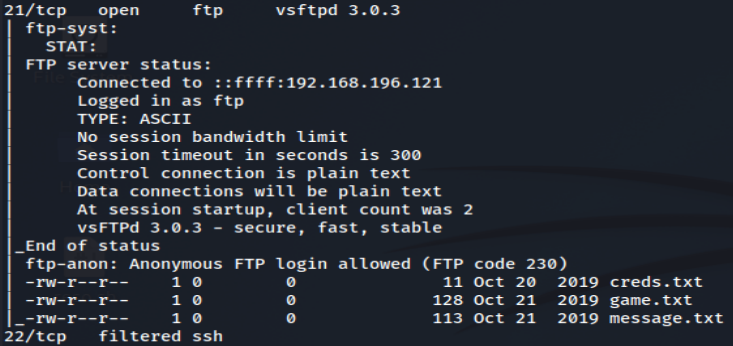 21/tcp   open     ftp     vsftpd 3.0.3
| ftp-syst:
|   STAT:
| FTP server status:
|      Connected to ::ffff:192.168.196.121
|      Logged in as ftp
|      TYPE: ASCII
|      No session bandwidth limit
|      Session timeout in seconds is 300
|      Control connection is plain text
|      Data connections will be plain text
|      At session startup, client count was 2
|      vsFTPd 3.0.3 - secure, fast, stable
|_End of status
| ftp-anon: Anonymous FTP login allowed (FTP code 230)
| -rw-r--r--    1 0        0              11 Oct 20  2019 creds.txt
| -rw-r--r--    1 0        0             128 Oct 21  2019 game.txt
|_-rw-r--r--    1 0        0             113 Oct 21  2019 message.txt
22/tcp   filtered ssh